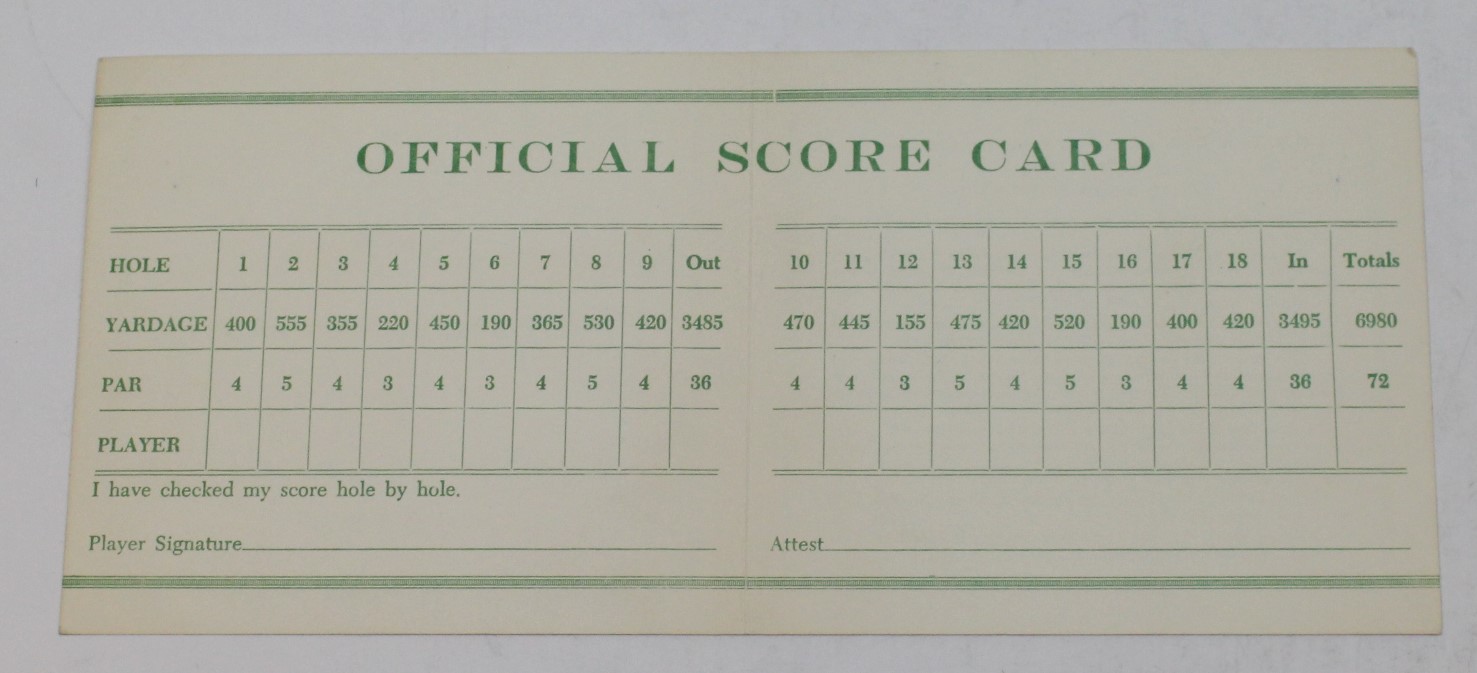 OFFICIAL SCORE CARD
HOLE 1 2 3 4 5 6 7 8 9 Out 10 11 12 13 14 15 16 17 18 In Totals
YARDAGE 400 555 355 220 450 190 365 530 420 3485 470 445 155 475 420 520 190 400 420 3495 6980
PAR 4 5 4 3 4 3 4 5 4 36 4 4 3 5 4 5 3 4 4 36 72
PLAYER
I have checked my score hole by hole.
Player Signature Attest